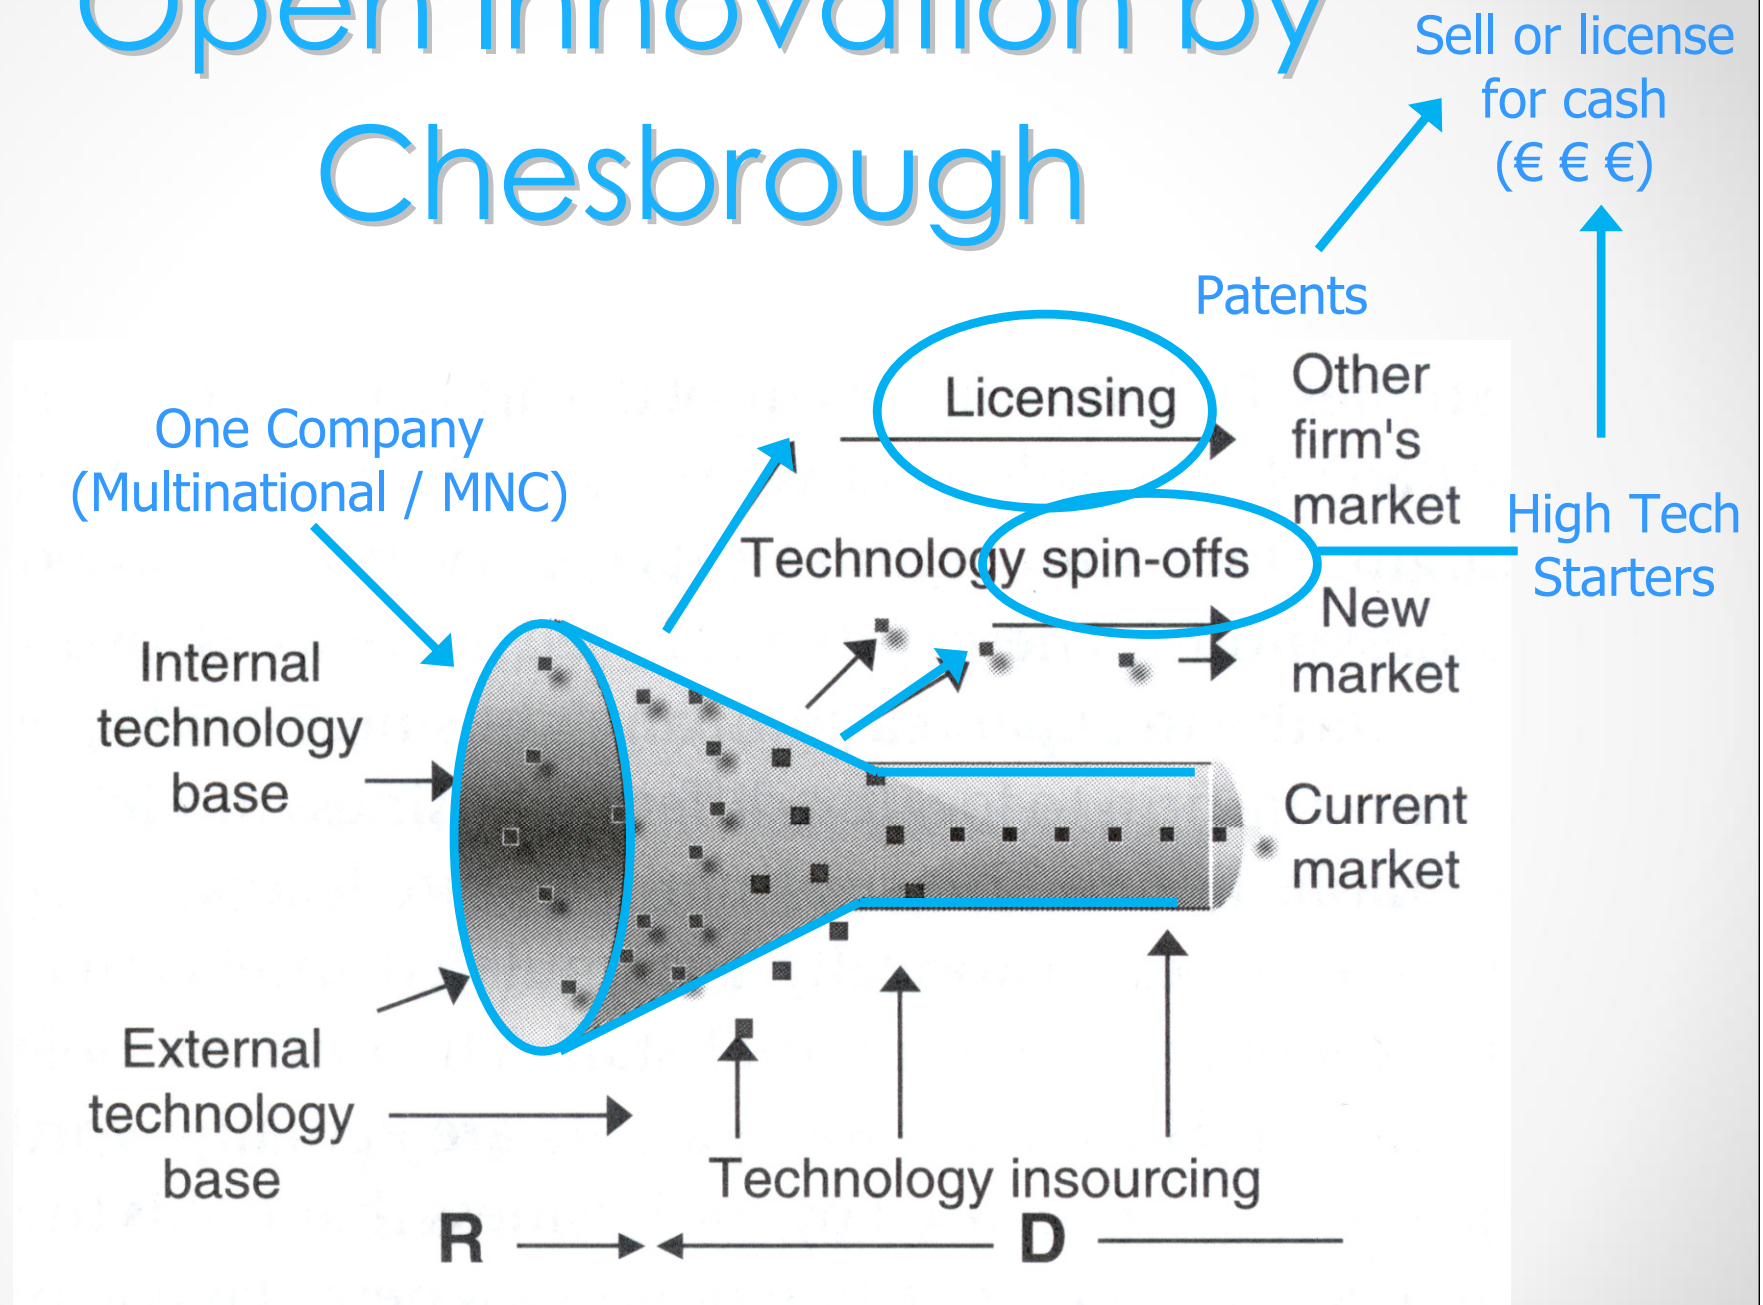 Open Innovation by
Chesbrough
Sell or license
for cash
(€ € €)
Patents
Licensing
Other
firm's
market
One Company
(Multinational / MNC)
High Tech
Starters
Technology spin-offs
New
market
Internal
technology
base
Current
market
External
technology
base
Technology insourcing
R
D